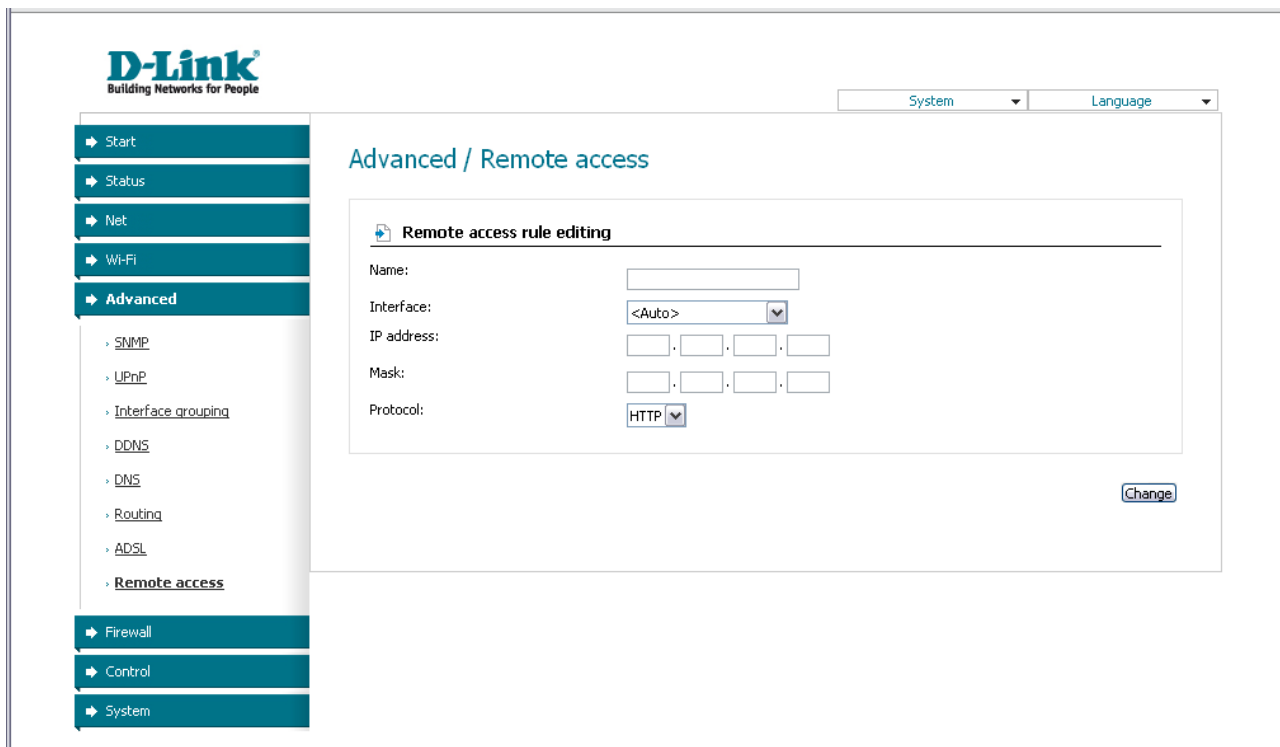 D-Link®
Building Networks for People
System Language
Start
Status
Net
Wi-Fi
Advanced
SNMP
UPnP
Interface grouping
DDNS
DNS
Routing
ADSL
Remote access
Firewall
Control
System
Advanced / Remote access
Remote access rule editing
Name:
Interface: <Auto>
IP address: . . .
Mask: . . .
Protocol: HTTP
Change